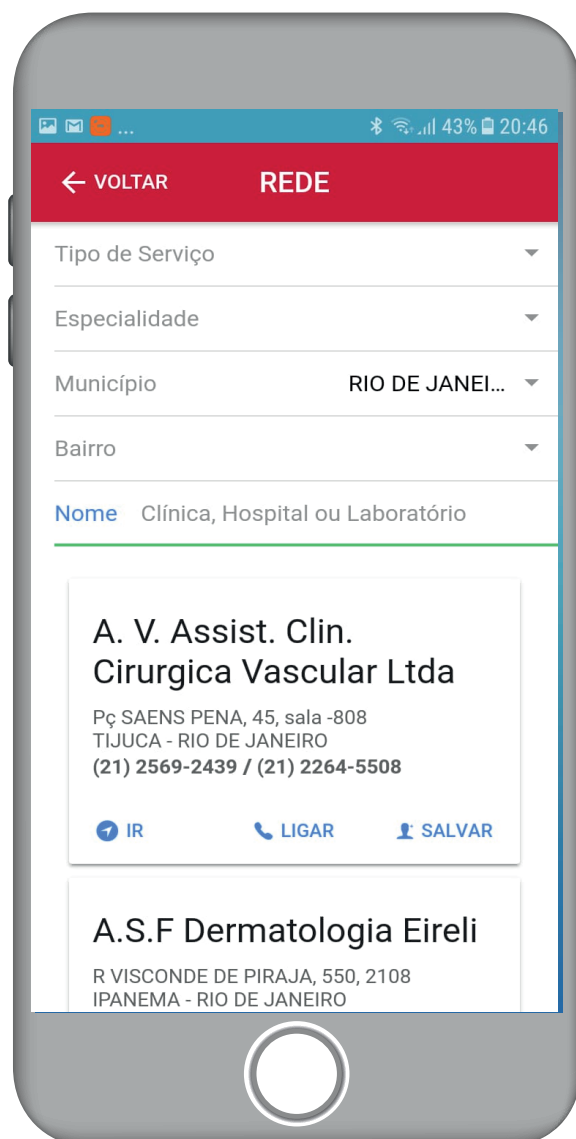 ... 43% 20:46
VOLTAR REDE
Tipo de Serviço
Especialidade
Município RIO DE JANEI...
Bairro
Nome Clínica, Hospital ou Laboratório
A. V. Assist. Clin.
Cirurgica Vascular Ltda
Pç SAENS PENA, 45, sala -808
TIJUCA - RIO DE JANEIRO
(21) 2569-2439 / (21) 2264-5508
IR LIGAR SALVAR
A.S.F Dermatologia Eireli
R VISCONDE DE PIRAJA, 550, 2108
IPANEMA - RIO DE JANEIRO